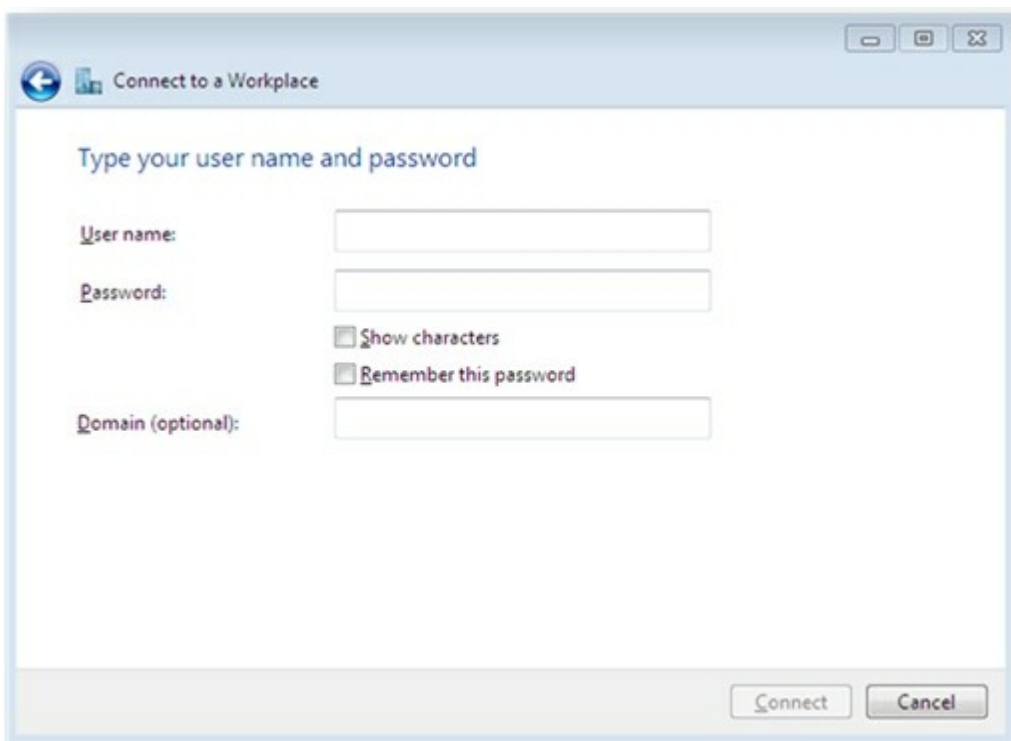 Connect to a Workplace
Type your user name and password
User name:
Password:
Show characters
Remember this password
Domain (optional):
Connect Cancel